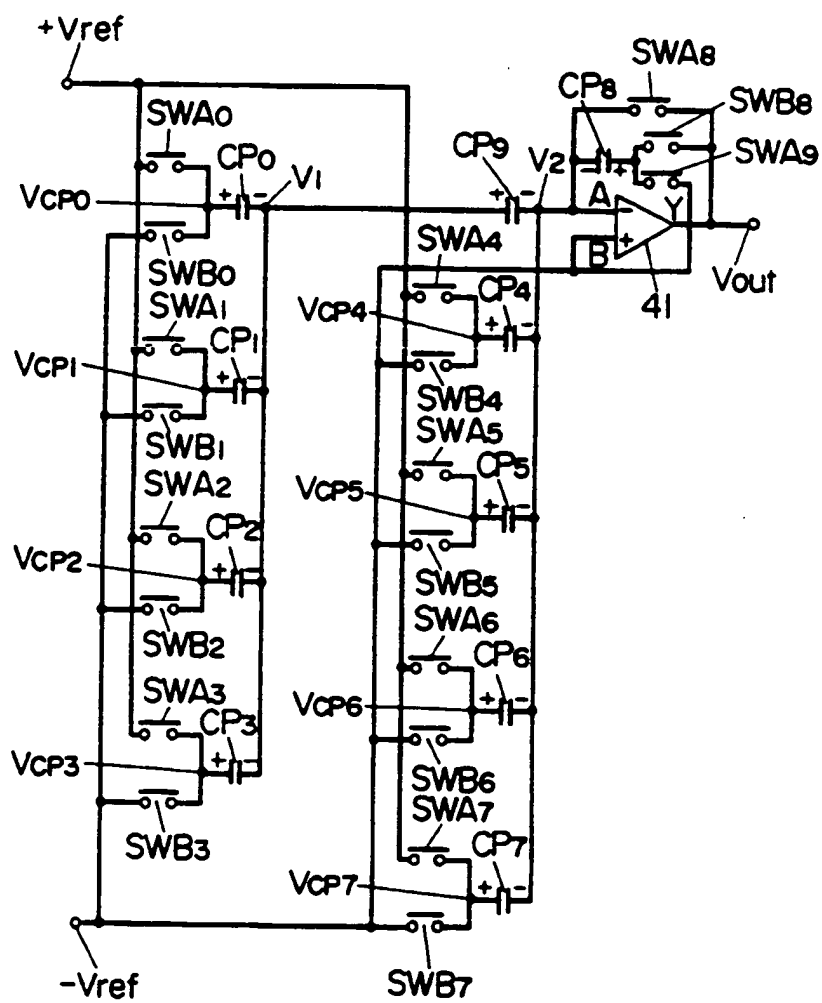 +Vref
SWA8
CP8
SWB8
SWA9
SWA0
CP0
V1
CP9
V2
VCP0
A
−
Y
B
+
41
Vout
SWB0
SWA4
CP4
VCP4
SWA1
CP1
VCP1
SWB4
SWB1
SWA5
CP5
VCP5
SWA2
CP2
VCP2
SWB5
SWB2
SWA6
CP6
VCP6
SWA3
CP3
VCP3
SWB6
SWB3
SWA7
CP7
VCP7
SWB7
−Vref